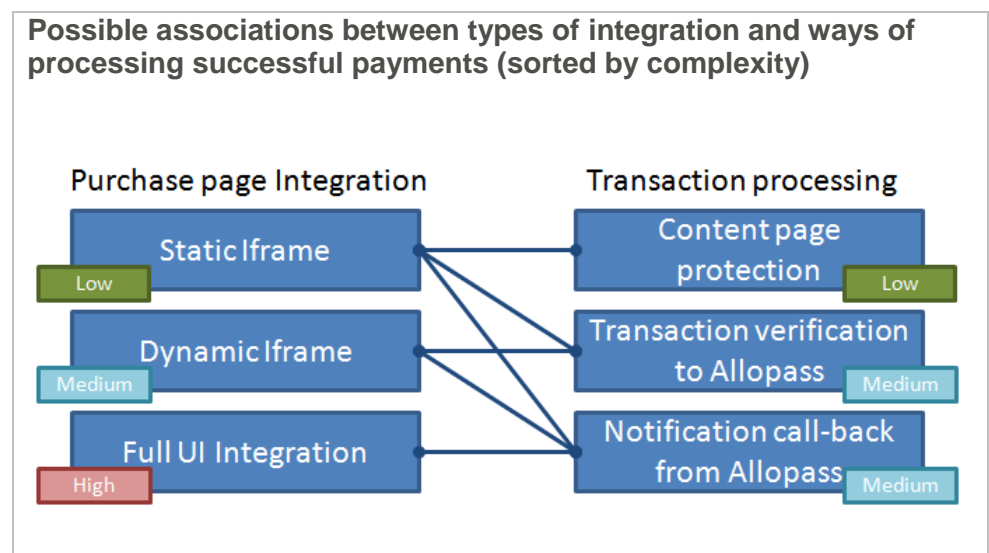 Possible associations between types of integration and ways of
processing successful payments (sorted by complexity)
Purchase page Integration
Transaction processing
Static Iframe
Low
Content page
protection
Low
Dynamic Iframe
Medium
Transaction verification
to Allopass
Medium
Full UI Integration
High
Notification call-back
from Allopass
Medium